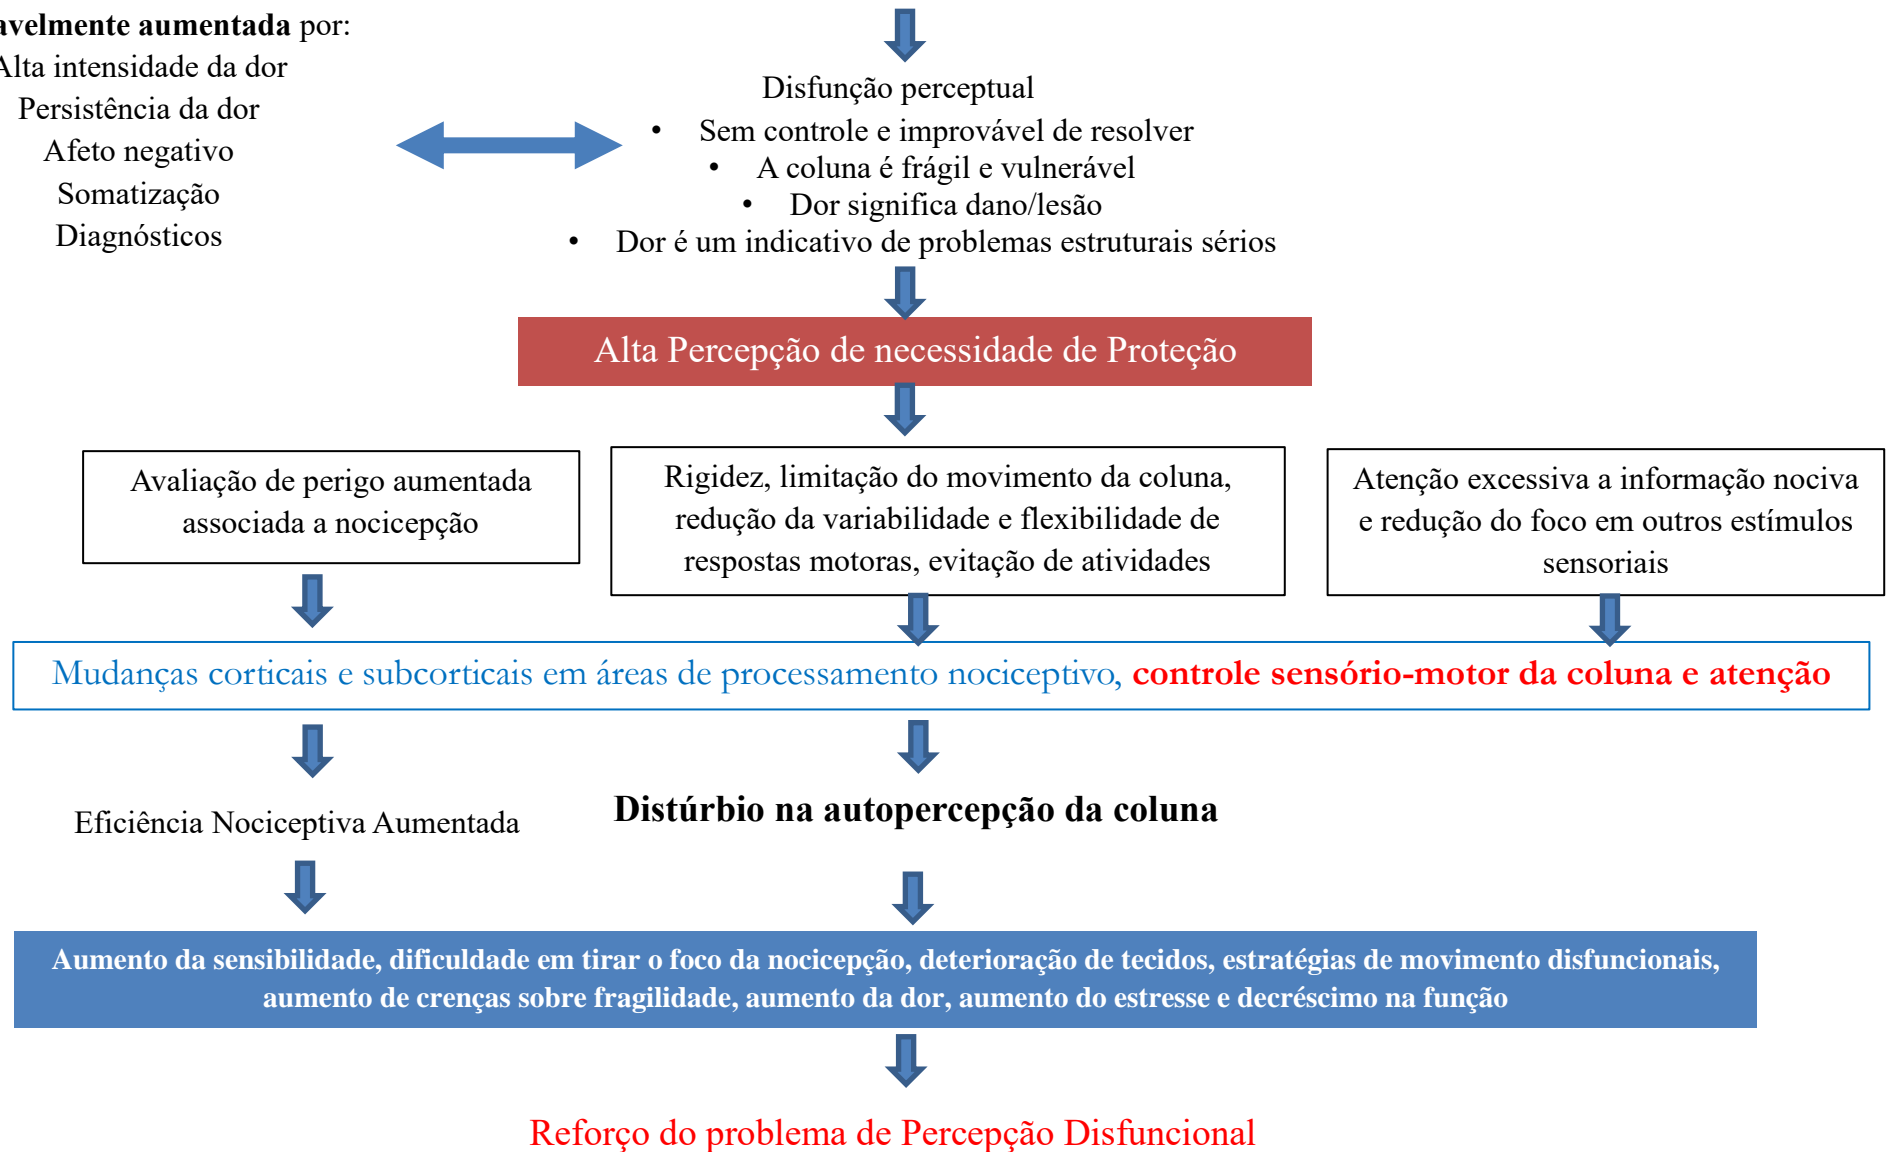 aumentada por:
Alta intensidade da dor
Persistência da dor
Afeto negativo
Somatização
Diagnósticos
Disfunção perceptual
• Sem controle e improvável de resolver
• A coluna é frágil e vulnerável
• Dor significa dano/lesão
• Dor é um indicativo de problemas estruturais sérios
Alta Percepção de necessidade de Proteção
Avaliação de perigo aumentada
associada a nocicepção
Rigidez, limitação do movimento da coluna,
redução da variabilidade e flexibilidade de
respostas motoras, evitação de atividades
Atenção excessiva a informação nociva
e redução do foco em outros estímulos
sensoriais
Mudanças corticais e subcorticais em áreas de processamento nociceptivo, controle sensório-motor da coluna e atenção
Eficiência Nociceptiva Aumentada
Distúrbio na autopercepção da coluna
Aumento da sensibilidade, dificuldade em tirar o foco da nocicepção, deterioração de tecidos, estratégias de movimento disfuncionais,
aumento de crenças sobre fragilidade, aumento da dor, aumento do estresse e decréscimo na função
Reforço do problema de Percepção Disfuncional